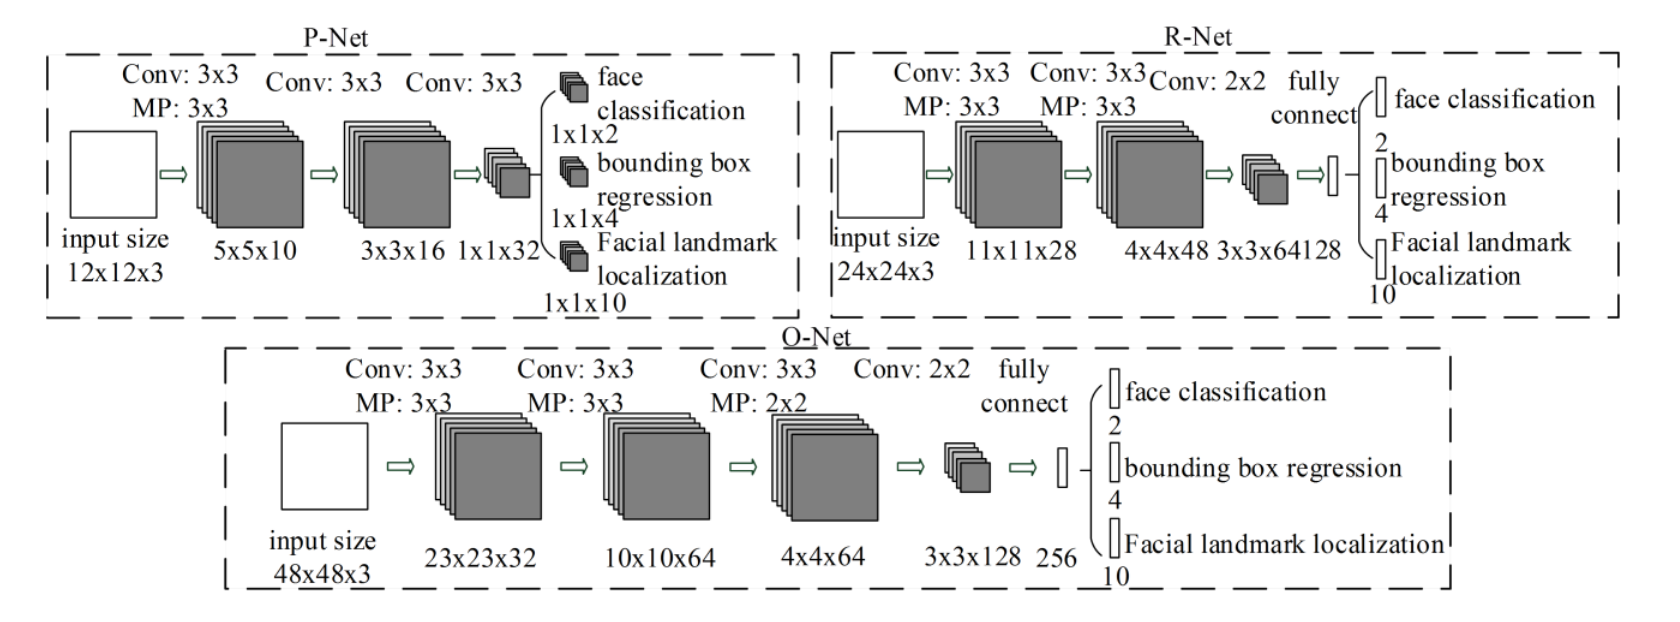 P-Net
Conv: 3x3
MP: 3x3
Conv: 3x3
Conv: 3x3
input size
12x12x3
5x5x10
3x3x16
1x1x32
face
classification
1x1x2
bounding box
regression
1x1x4
Facial landmark
localization
1x1x10
R-Net
Conv: 3x3
MP: 3x3
Conv: 3x3
MP: 3x3
Conv: 2x2
fully
connect
input size
24x24x3
11x11x28
4x4x48
3x3x64
128
face classification
2
bounding box
regression
4
Facial landmark
localization
10
O-Net
Conv: 3x3
MP: 3x3
Conv: 3x3
MP: 3x3
Conv: 3x3
MP: 2x2
Conv: 2x2
fully
connect
input size
48x48x3
23x23x32
10x10x64
4x4x64
3x3x128
256
face classification
2
bounding box regression
4
Facial landmark localization
10